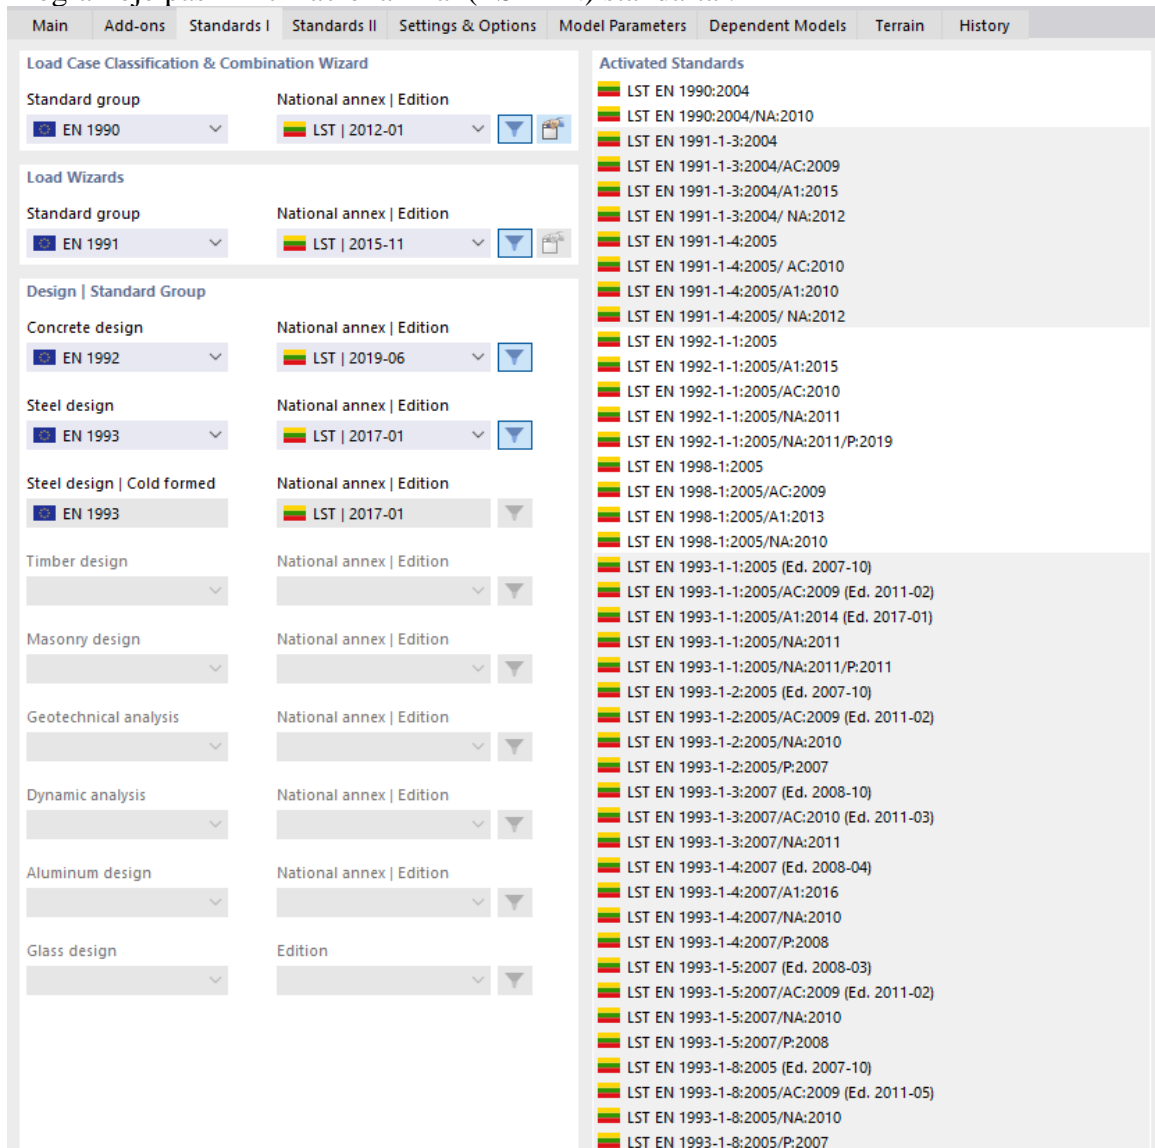 Main Add-ons Standards I Standards II Settings & Options Model Parameters Dependent Models Terrain History
Load Case Classification & Combination Wizard
Standard group National annex | Edition
EN 1990 LST | 2012-01
Load Wizards
Standard group National annex | Edition
EN 1991 LST | 2015-11
Design | Standard Group
Concrete design National annex | Edition
EN 1992 LST | 2019-06
Steel design National annex | Edition
EN 1993 LST | 2017-01
Steel design | Cold formed National annex | Edition
EN 1993 LST | 2017-01
Timber design National annex | Edition
Masonry design National annex | Edition
Geotechnical analysis National annex | Edition
Dynamic analysis National annex | Edition
Aluminum design National annex | Edition
Glass design Edition
Activated Standards
LST EN 1990:2004
LST EN 1990:2004/NA:2010
LST EN 1991-1-3:2004
LST EN 1991-1-3:2004/AC:2009
LST EN 1991-1-3:2004/A1:2015
LST EN 1991-1-3:2004/ NA:2012
LST EN 1991-1-4:2005
LST EN 1991-1-4:2005/ AC:2010
LST EN 1991-1-4:2005/A1:2010
LST EN 1991-1-4:2005/ NA:2012
LST EN 1992-1-1:2005
LST EN 1992-1-1:2005/A1:2015
LST EN 1992-1-1:2005/AC:2010
LST EN 1992-1-1:2005/NA:2011
LST EN 1992-1-1:2005/NA:2011/P:2019
LST EN 1998-1:2005
LST EN 1998-1:2005/AC:2009
LST EN 1998-1:2005/A1:2013
LST EN 1998-1:2005/NA:2010
LST EN 1993-1-1:2005 (Ed. 2007-10)
LST EN 1993-1-1:2005/AC:2009 (Ed. 2011-02)
LST EN 1993-1-1:2005/A1:2014 (Ed. 2017-01)
LST EN 1993-1-1:2005/NA:2011
LST EN 1993-1-1:2005/NA:2011/P:2011
LST EN 1993-1-2:2005 (Ed. 2007-10)
LST EN 1993-1-2:2005/AC:2009 (Ed. 2011-02)
LST EN 1993-1-2:2005/NA:2010
LST EN 1993-1-2:2005/P:2007
LST EN 1993-1-3:2007 (Ed. 2008-10)
LST EN 1993-1-3:2007/AC:2010 (Ed. 2011-03)
LST EN 1993-1-3:2007/NA:2011
LST EN 1993-1-4:2007 (Ed. 2008-04)
LST EN 1993-1-4:2007/A1:2016
LST EN 1993-1-4:2007/NA:2010
LST EN 1993-1-4:2007/P:2008
LST EN 1993-1-5:2007 (Ed. 2008-03)
LST EN 1993-1-5:2007/AC:2009 (Ed. 2011-02)
LST EN 1993-1-5:2007/NA:2010
LST EN 1993-1-5:2007/P:2008
LST EN 1993-1-8:2005 (Ed. 2007-10)
LST EN 1993-1-8:2005/AC:2009 (Ed. 2011-05)
LST EN 1993-1-8:2005/NA:2010
LST EN 1993-1-8:2005/P:2007